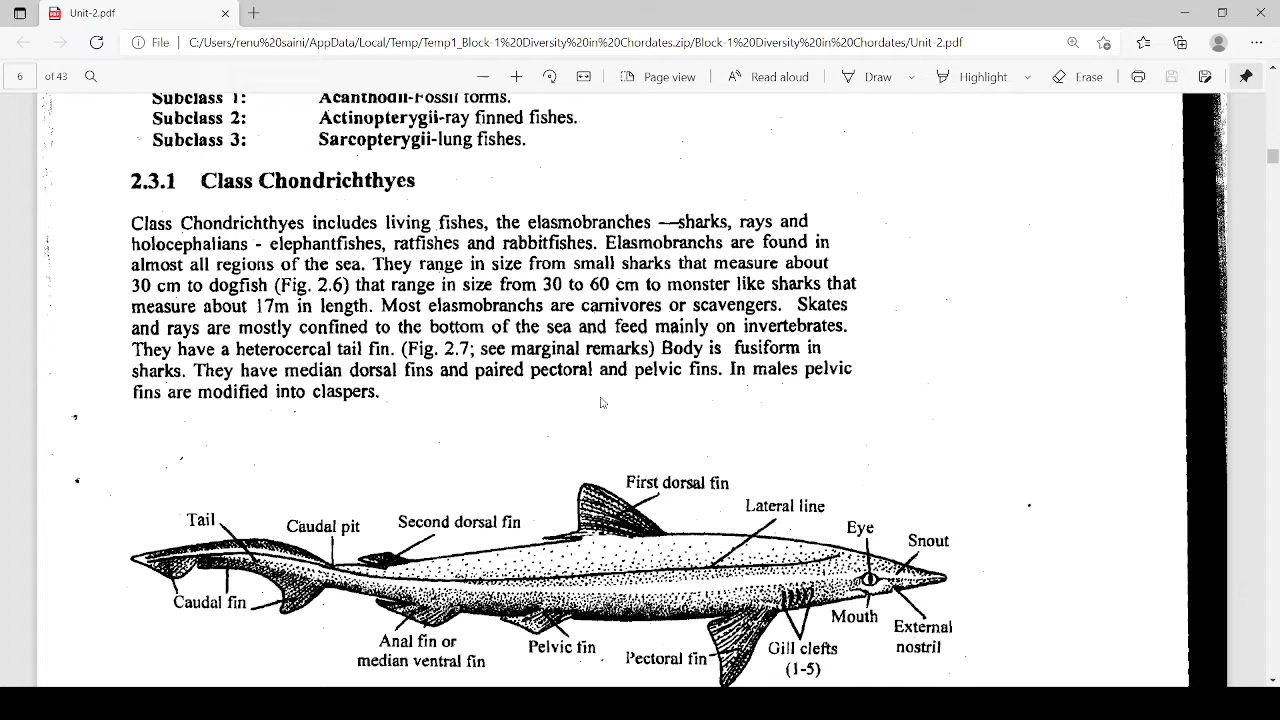 Unit-2.pdf
File C:/Users/renu%20saini/AppData/Local/Temp/Temp1_Block-1%20Diversity%20in%20Chordates.zip/Block-1%20Diversity%20in%20Chordates/Unit-2.pdf
6 of 43 Page view Read aloud Draw Highlight Erase
Subclass 1: Acanthodii-Fossil forms.
Subclass 2: Actinopterygii-ray finned fishes.
Subclass 3: Sarcopterygii-lung fishes.
2.3.1 Class Chondrichthyes
Class Chondrichthyes includes living fishes, the elasmobranches —sharks, rays and
holocephalians - elephantfishes, ratfishes and rabbitfishes. Elasmobranchs are found in
almost all regions of the sea. They range in size from small sharks that measure about
30 cm to dogfish (Fig. 2.6) that range in size from 30 to 60 cm to monster like sharks that
measure about 17m in length. Most elasmobranchs are carnivores or scavengers. Skates
and rays are mostly confined to the bottom of the sea and feed mainly on invertebrates.
They have a heterocercal tail fin. (Fig. 2.7; see marginal remarks) Body is fusiform in
sharks. They have median dorsal fins and paired pectoral and pelvic fins. In males pelvic
fins are modified into claspers.
First dorsal fin
Lateral line
Tail
Caudal pit
Second dorsal fin
Eye
Snout
Caudal fin
Anal fin or
median ventral fin
Pelvic fin
Pectoral fin
Gill clefts
(1-5)
Mouth
External
nostril